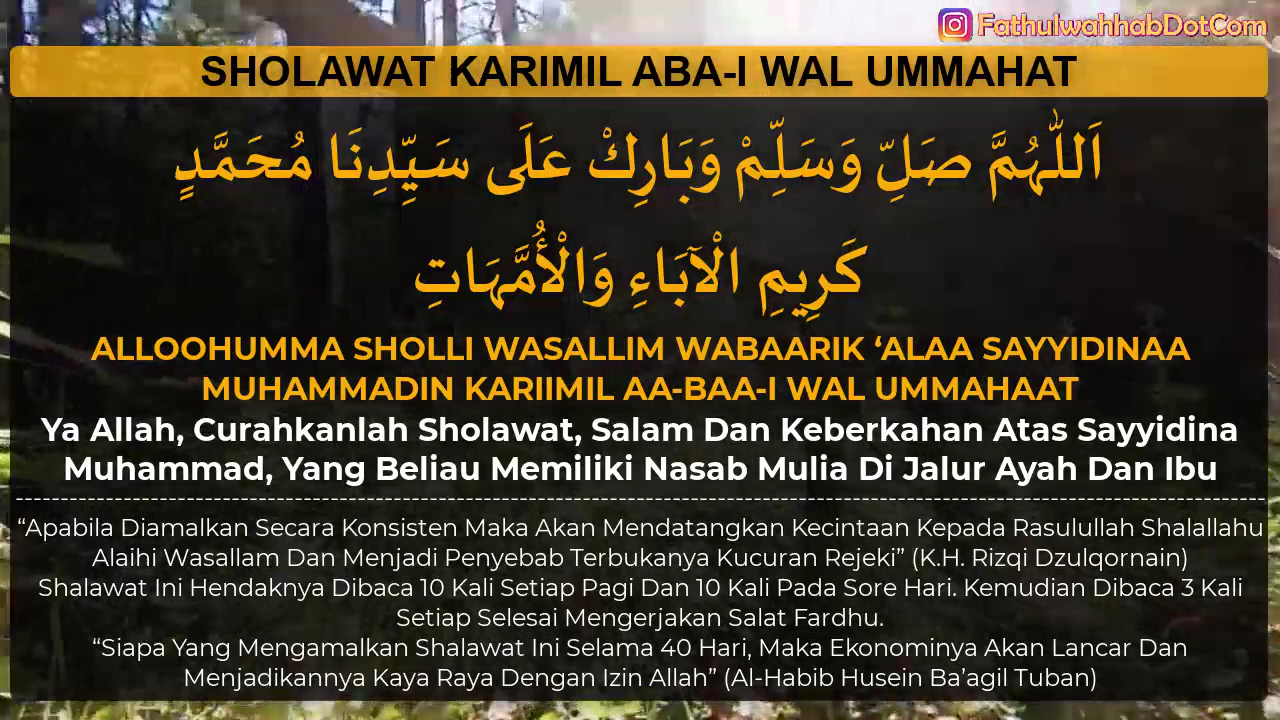 FathulwahhabDotCom
SHOLAWAT KARIMIL ABA-I WAL UMMAHAT
اَللّٰهُمَّ صَلِّ وَسَلِّمْ وَبَارِكْ عَلَى سَيِّدِنَا مُحَمَّدٍ
كَرِيمِ الْآبَاءِ وَالْأُمَّهَاتِ
ALLOOHUMMA SHOLLI WASALLIM WABAARIK ‘ALAA SAYYIDINAA
MUHAMMADIN KARIIMIL AA-BAA-I WAL UMMAHAAT
Ya Allah, Curahkanlah Sholawat, Salam Dan Keberkahan Atas Sayyidina
Muhammad, Yang Beliau Memiliki Nasab Mulia Di Jalur Ayah Dan Ibu
“Apabila Diamalkan Secara Konsisten Maka Akan Mendatangkan Kecintaan Kepada Rasulullah Shalallahu
Alaihi Wasallam Dan Menjadi Penyebab Terbukanya Kucuran Rejeki” (K.H. Rizqi Dzulqornain)
Shalawat Ini Hendaknya Dibaca 10 Kali Setiap Pagi Dan 10 Kali Pada Sore Hari. Kemudian Dibaca 3 Kali
Setiap Selesai Mengerjakan Salat Fardhu.
“Siapa Yang Mengamalkan Shalawat Ini Selama 40 Hari, Maka Ekonominya Akan Lancar Dan
Menjadikannya Kaya Raya Dengan Izin Allah” (Al-Habib Husein Ba’agil Tuban)